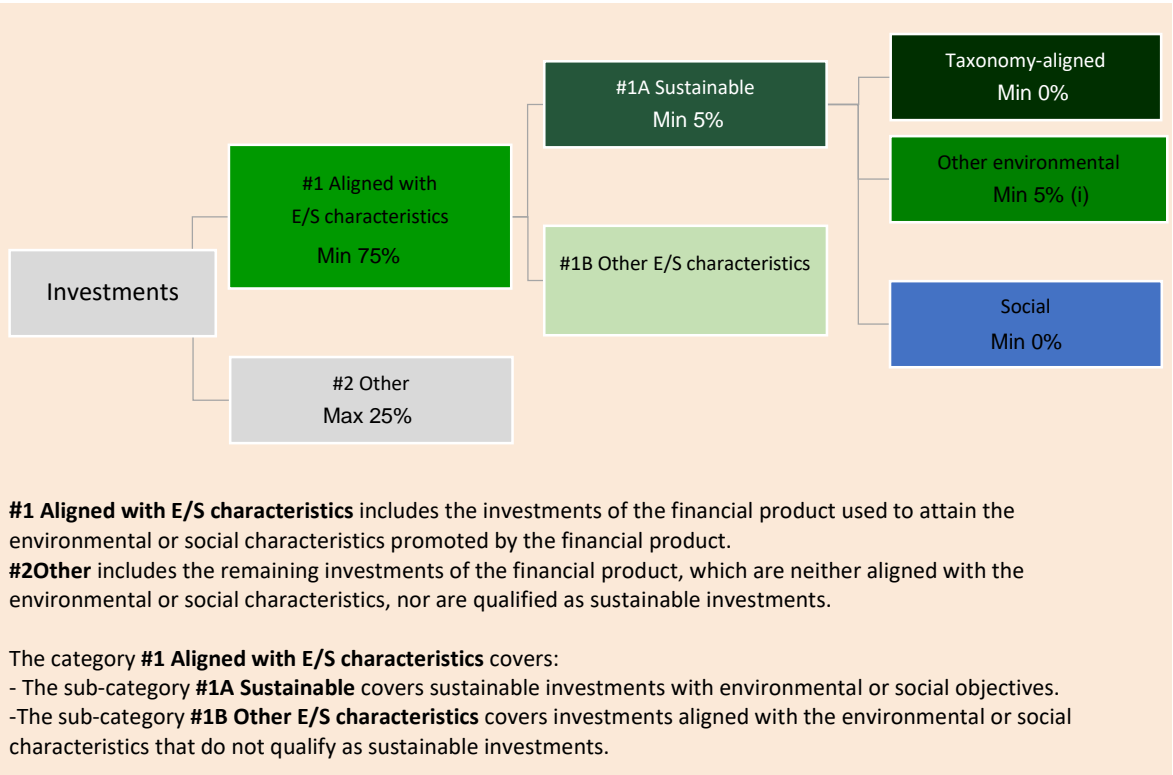 Investments
#1 Aligned with
E/S characteristics
Min 75%
#2 Other
Max 25%
#1A Sustainable
Min 5%
#1B Other E/S characteristics
Taxonomy-aligned
Min 0%
Other environmental
Min 5% (i)
Social
Min 0%
#1 Aligned with E/S characteristics includes the investments of the financial product used to attain the
environmental or social characteristics promoted by the financial product.
#2Other includes the remaining investments of the financial product, which are neither aligned with the
environmental or social characteristics, nor are qualified as sustainable investments.
The category #1 Aligned with E/S characteristics covers:
- The sub-category #1A Sustainable covers sustainable investments with environmental or social objectives.
-The sub-category #1B Other E/S characteristics covers investments aligned with the environmental or social
characteristics that do not qualify as sustainable investments.